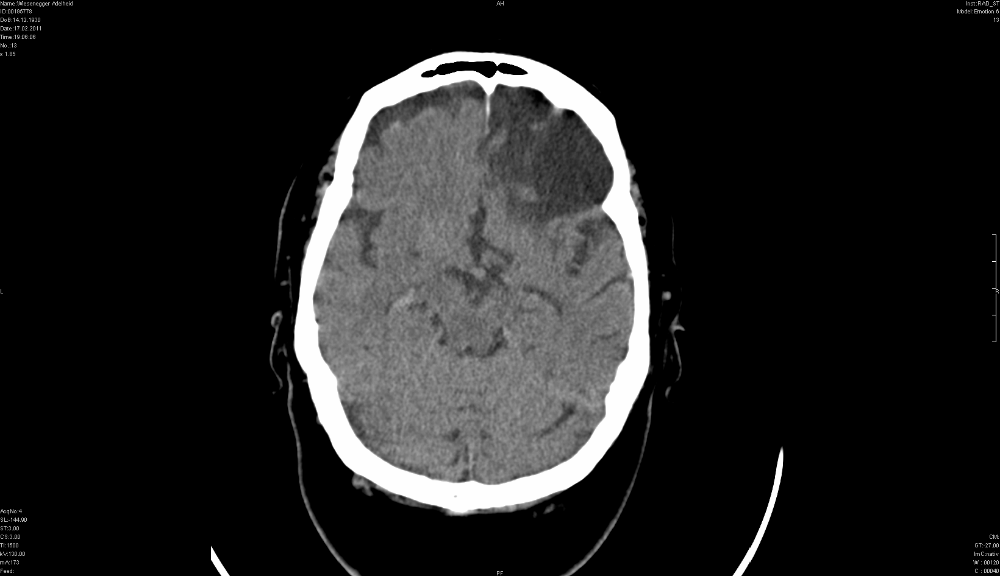 Name:Wiesenegger Adelheid
ID:00195778
DoB:14.12.1930
Date:17.02.2011
Time:19:06:06
No.:13
x 1.85
AH
Inst:RAD_ST
Model:Emotion 6
13
L
R
AcqNo:4
SL:-144.90
ST:3.00
CS:3.00
TI:1500
kV:130.00
mA:173
Feed:
PF
CM:
GT:-27.00
ImC:nativ
W : 00120
C : 00040